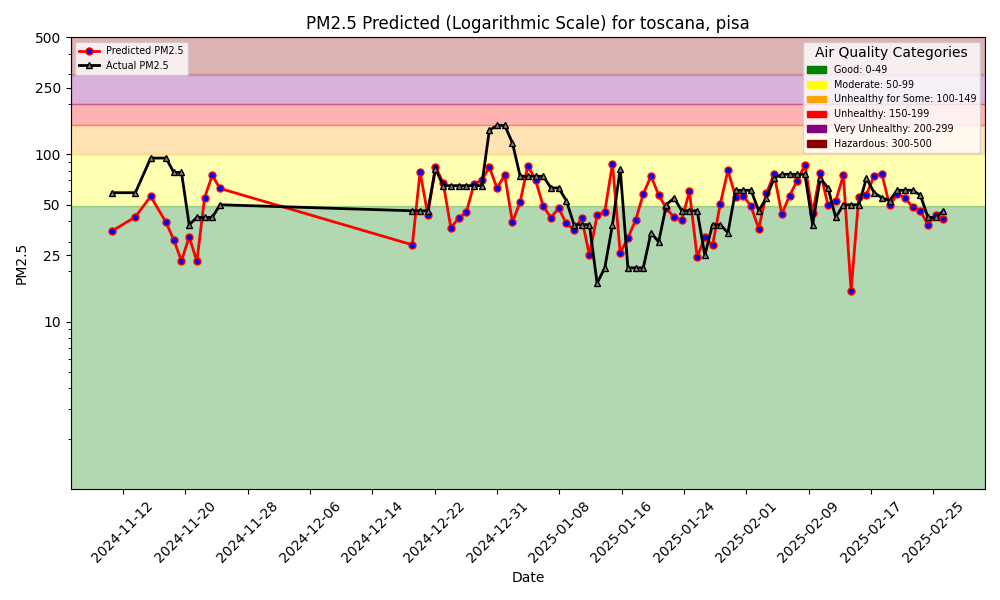 PM2.5 Predicted (Logarithmic Scale) for toscana, pisa
Predicted PM2.5
Actual PM2.5
Air Quality Categories
Good: 0-49
Moderate: 50-99
Unhealthy for Some: 100-149
Unhealthy: 150-199
Very Unhealthy: 200-299
Hazardous: 300-500
PM2.5
500
250
100
50
25
10
2024-11-12
2024-11-20
2024-11-28
2024-12-06
2024-12-14
2024-12-22
2024-12-31
2025-01-08
2025-01-16
2025-01-24
2025-02-01
2025-02-09
2025-02-17
2025-02-25
Date